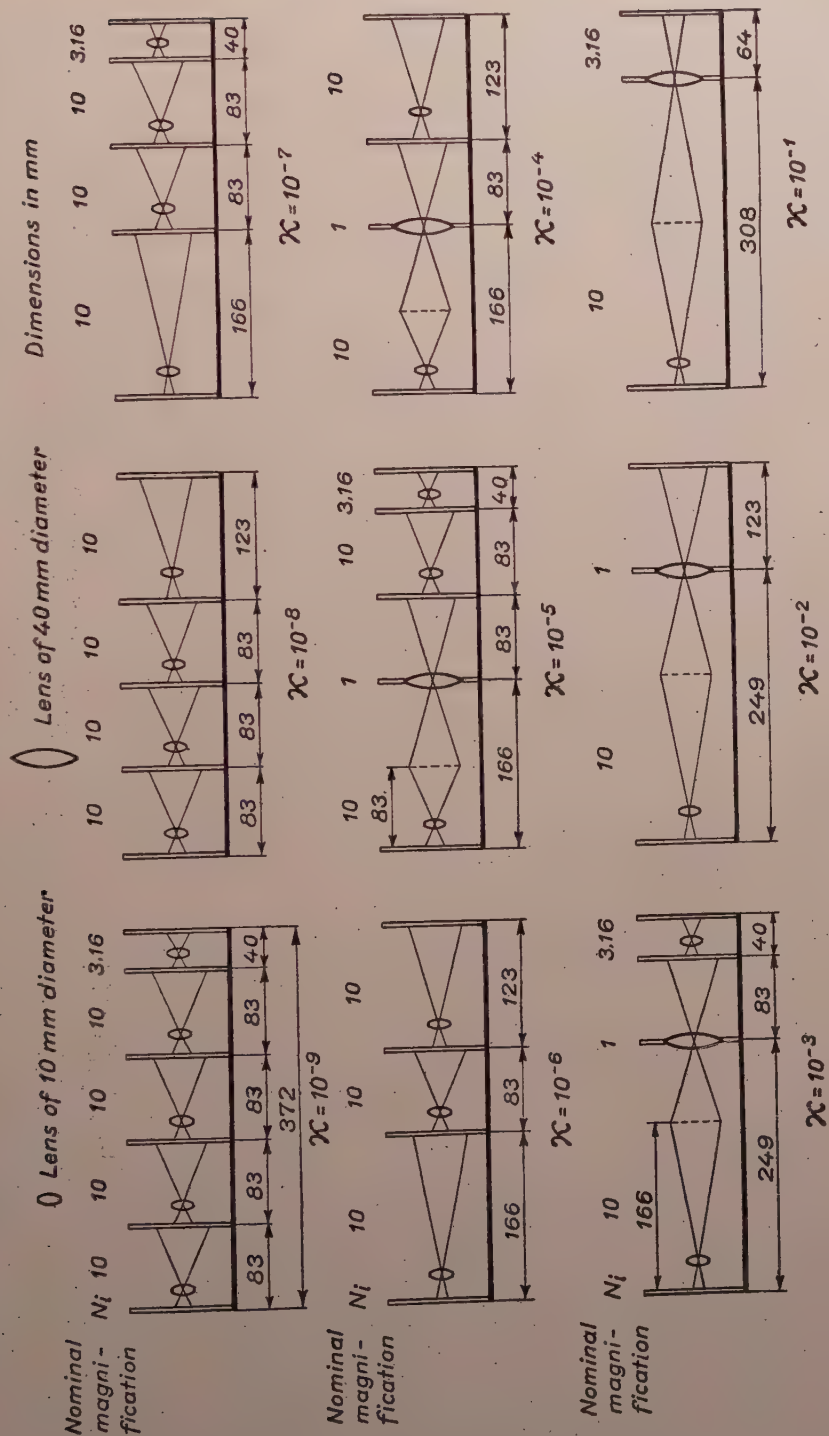 Lens of 10 mm diameter
Lens of 40 mm diameter
Dimensions in mm
Nominal
magni-
fication
Ni 10 10 10 10 3.16
83 83 83 83 40
372
ϰ = 10⁻⁹
10 10 10 10
83 83 83 123
ϰ = 10⁻⁸
10 10 10 3.16
166 83 83 40
ϰ = 10⁻⁷
Nominal
magni-
fication
Ni 10 10 10
166 83 123
ϰ = 10⁻⁶
10 1 10 3.16
83
166 83 83 40
ϰ = 10⁻⁵
10 1 10
166 83 123
ϰ = 10⁻⁴
Nominal
magni-
fication
Ni 10 1 3.16
166
249 83 40
ϰ = 10⁻³
10 1
249 123
ϰ = 10⁻²
10 3.16
308 64
ϰ = 10⁻¹